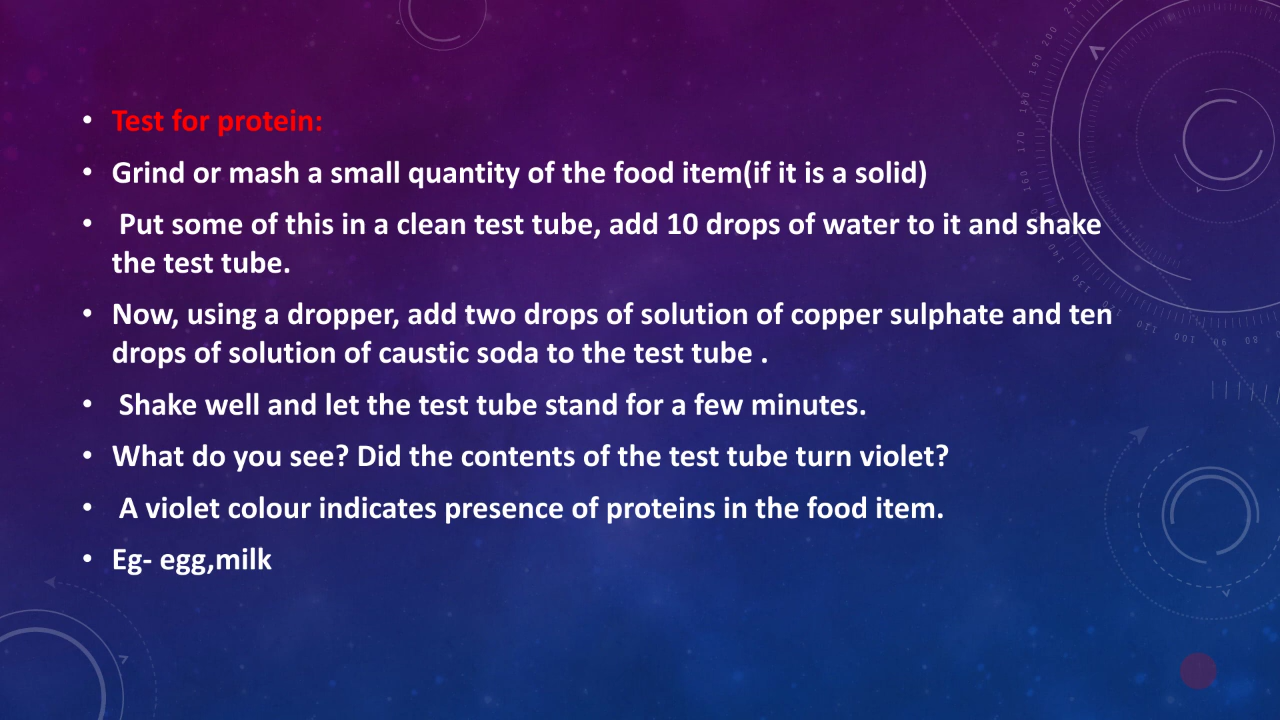 • Test for protein:
• Grind or mash a small quantity of the food item(if it is a solid)
• Put some of this in a clean test tube, add 10 drops of water to it and shake
the test tube.
• Now, using a dropper, add two drops of solution of copper sulphate and ten
drops of solution of caustic soda to the test tube .
• Shake well and let the test tube stand for a few minutes.
• What do you see? Did the contents of the test tube turn violet?
• A violet colour indicates presence of proteins in the food item.
• Eg- egg,milk